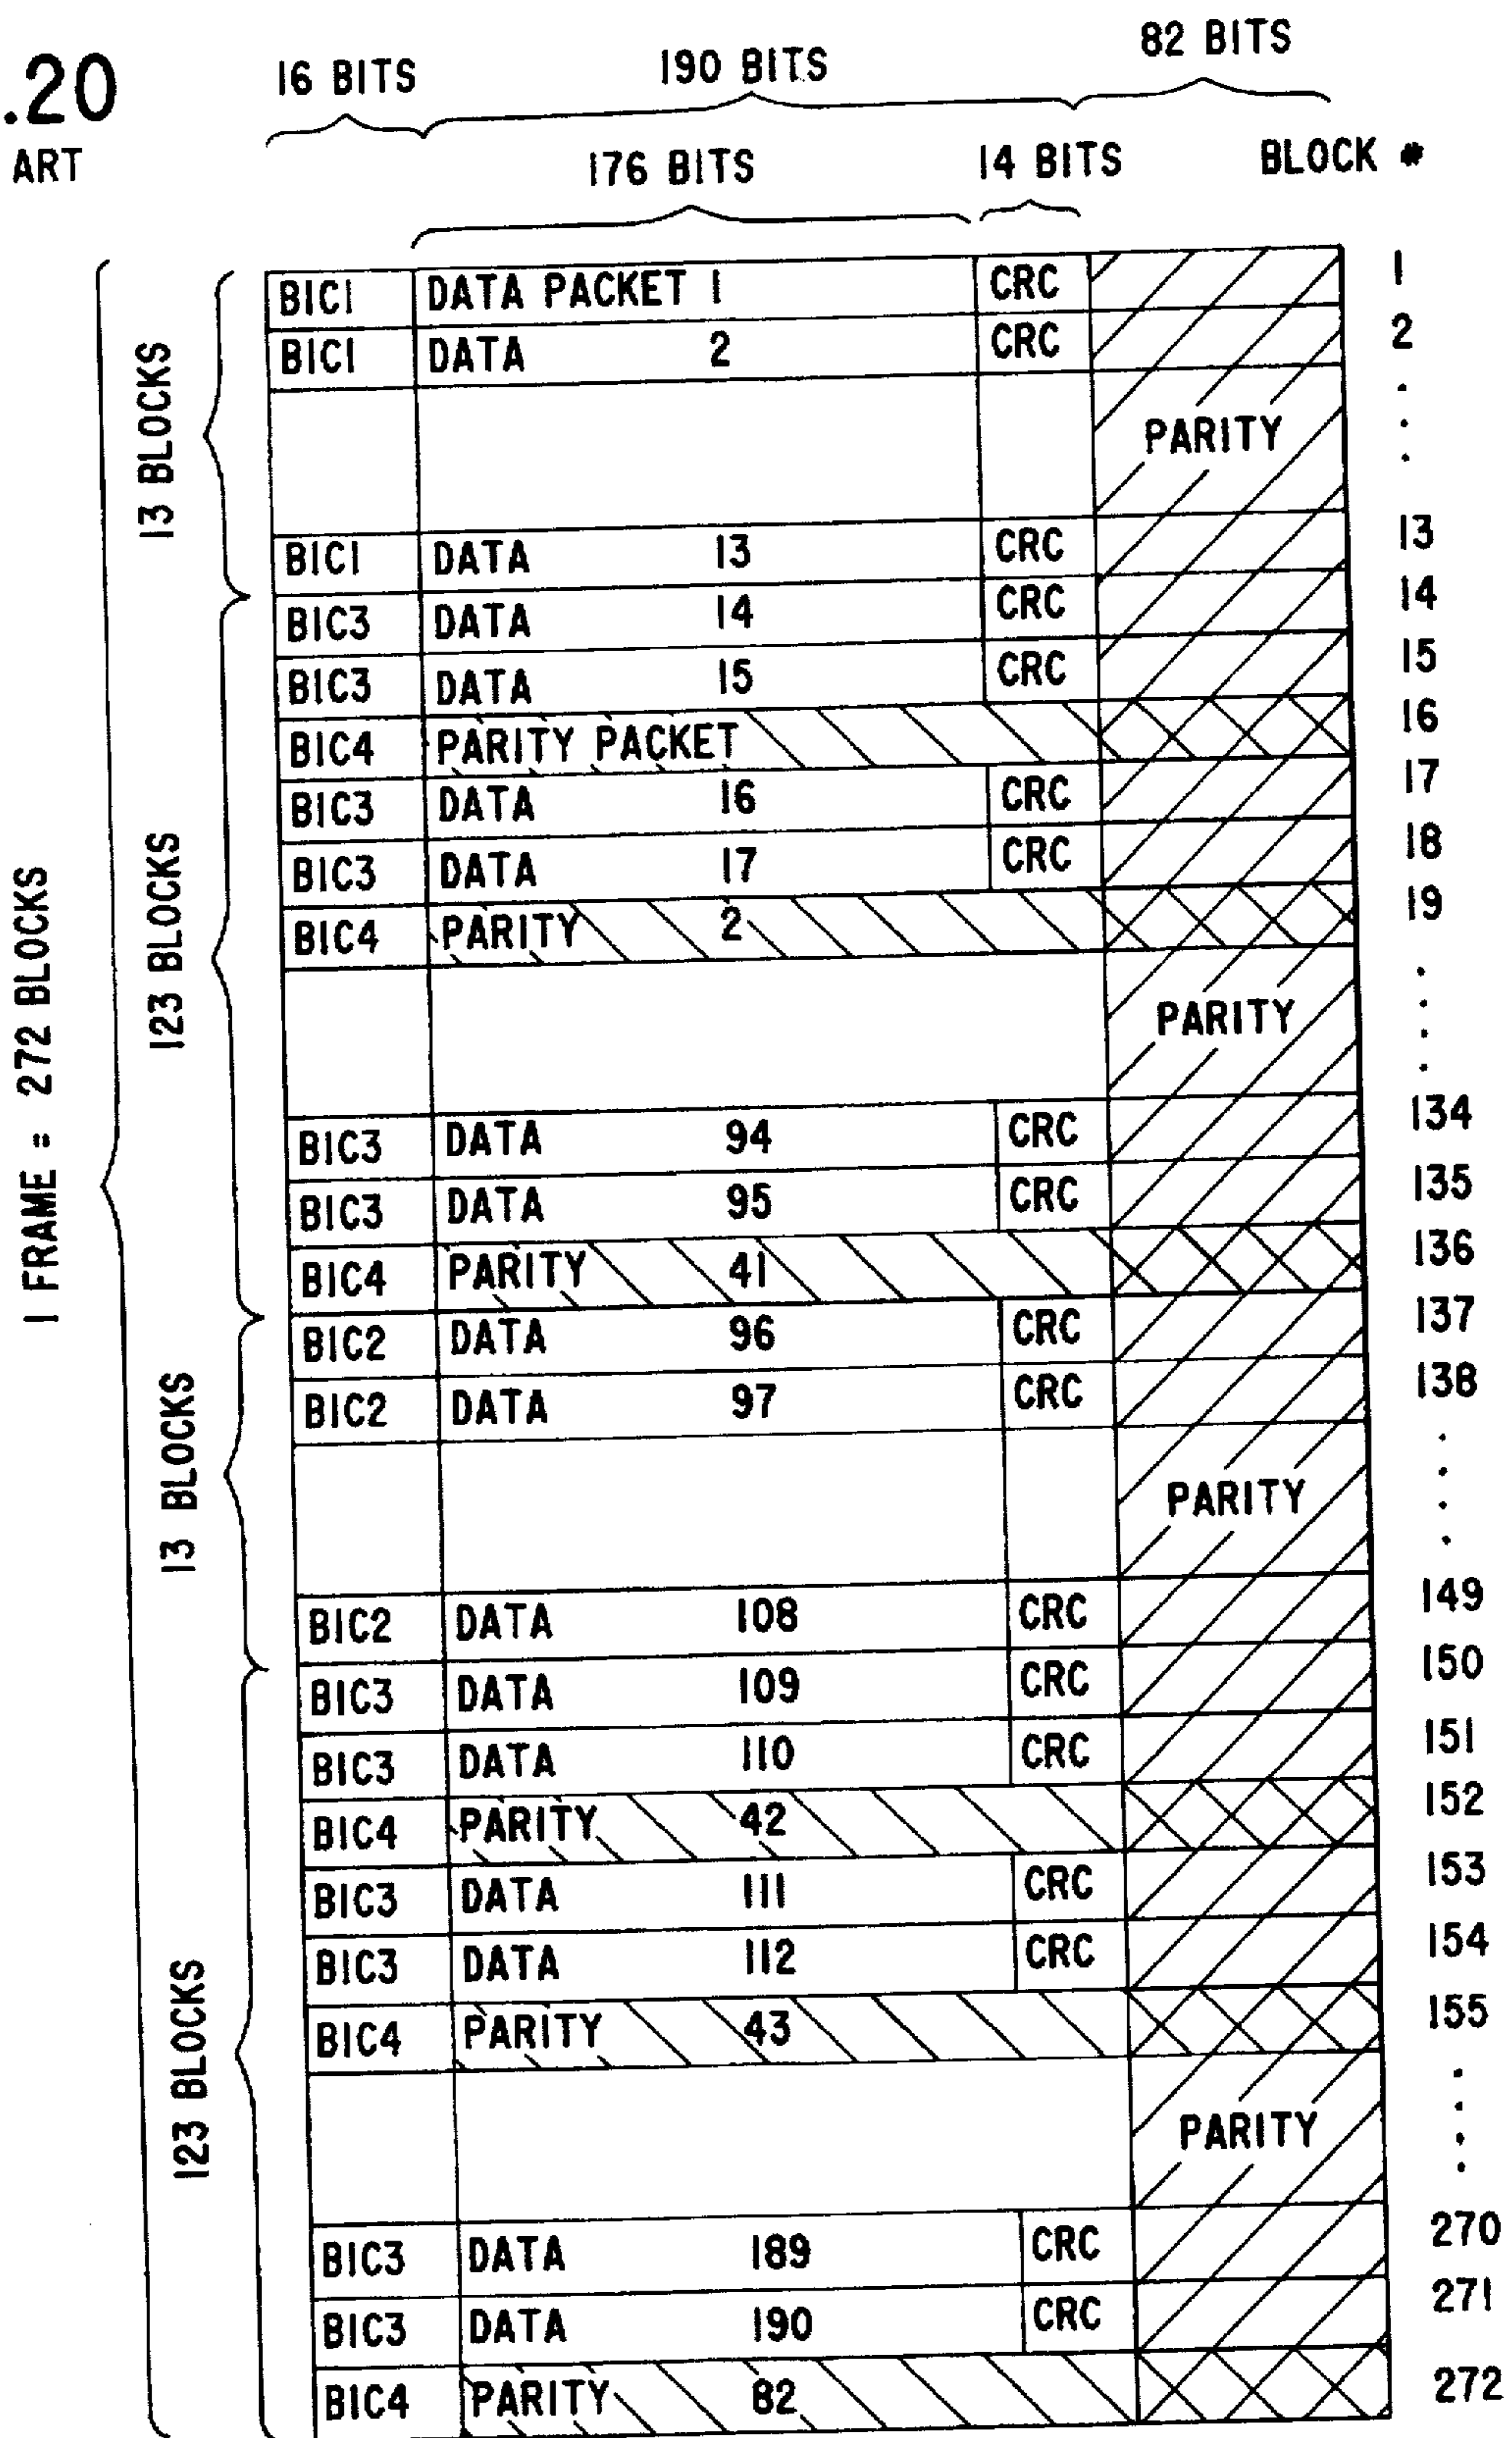 .20
ART
16 BITS 190 BITS 82 BITS
176 BITS 14 BITS BLOCK #
1 FRAME = 272 BLOCKS
13 BLOCKS
123 BLOCKS
13 BLOCKS
123 BLOCKS
BIC1 DATA PACKET 1 CRC 1
BIC1 DATA 2 CRC 2
PARITY
BIC1 DATA 13 CRC 13
BIC3 DATA 14 CRC 14
BIC3 DATA 15 CRC 15
BIC4 PARITY PACKET 16
BIC3 DATA 16 CRC 17
BIC3 DATA 17 CRC 18
BIC4 PARITY 2 19
PARITY
BIC3 DATA 94 CRC 134
BIC3 DATA 95 CRC 135
BIC4 PARITY 41 136
BIC2 DATA 96 CRC 137
BIC2 DATA 97 CRC 138
PARITY
BIC2 DATA 108 CRC 149
BIC3 DATA 109 CRC 150
BIC3 DATA 110 CRC 151
BIC4 PARITY 42 152
BIC3 DATA 111 CRC 153
BIC3 DATA 112 CRC 154
BIC4 PARITY 43 155
PARITY
BIC3 DATA 189 CRC 270
BIC3 DATA 190 CRC 271
BIC4 PARITY 82 272